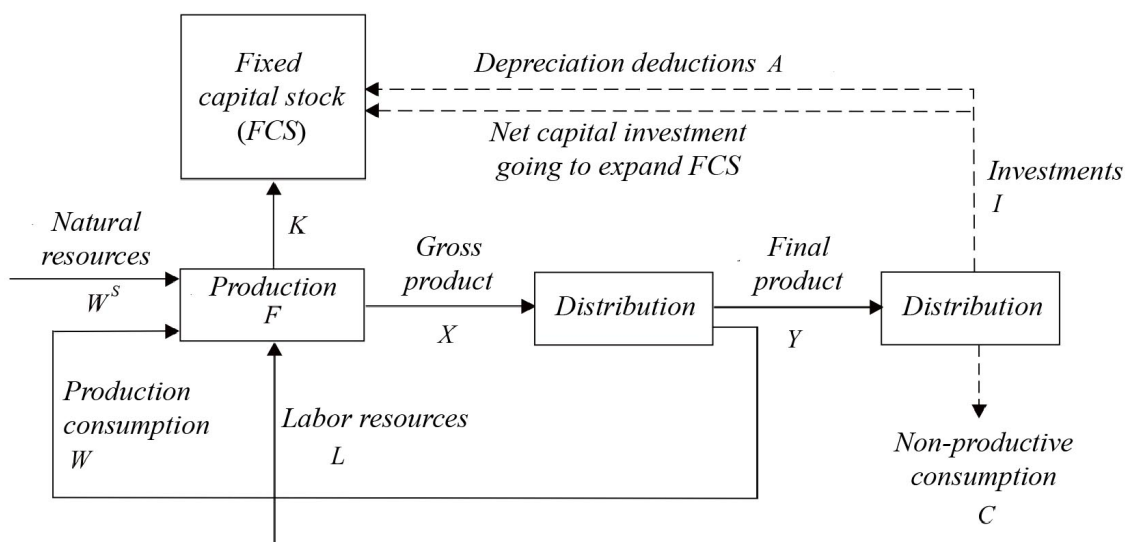 Fixed
capital stock
(FCS)
Depreciation deductions A
Net capital investment
going to expand FCS
Investments
I
Natural
resources
W^S
K
Production
F
Gross
product
X
Distribution
Final
product
Y
Distribution
Production
consumption
W
Labor resources
L
Non-productive
consumption
C